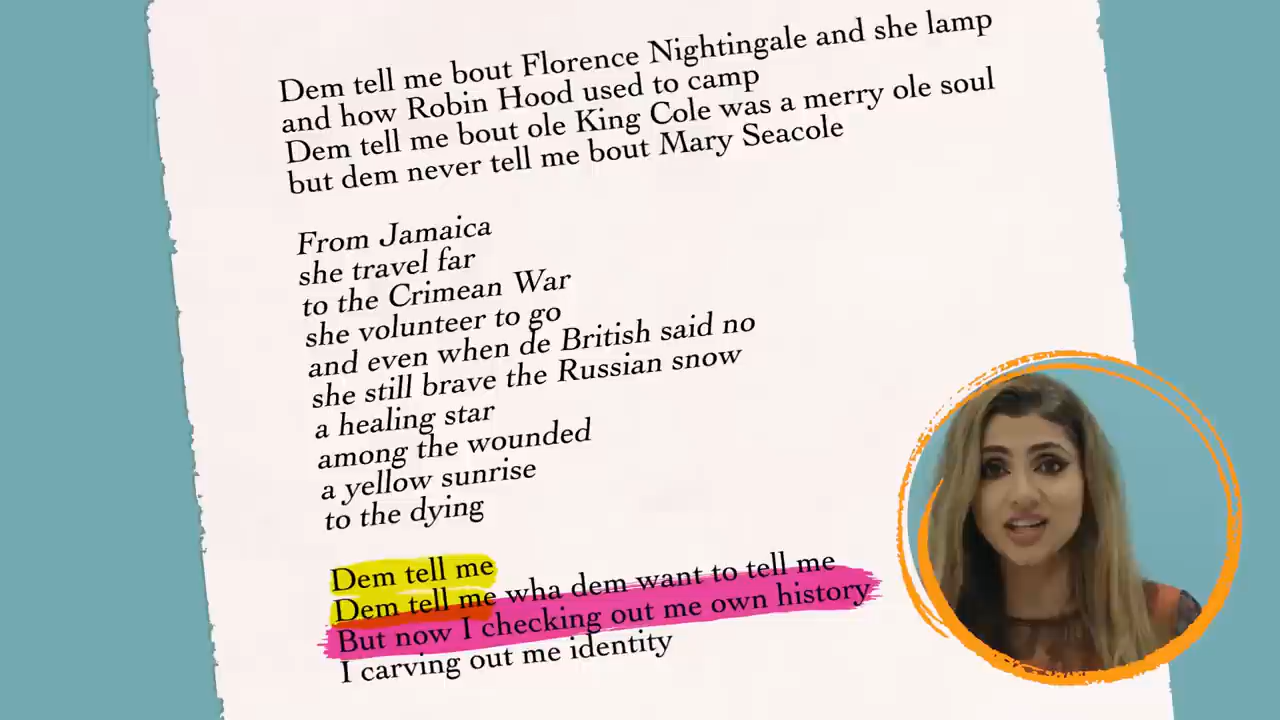 Dem tell me bout Florence Nightingale and she lamp
and how Robin Hood used to camp
Dem tell me bout ole King Cole was a merry ole soul
but dem never tell me bout Mary Seacole
From Jamaica
she travel far
to the Crimean War
she volunteer to go
and even when de British said no
she still brave the Russian snow
a healing star
among the wounded
a yellow sunrise
to the dying
Dem tell me
Dem tell me wha dem want to tell me
But now I checking out me own history
I carving out me identity